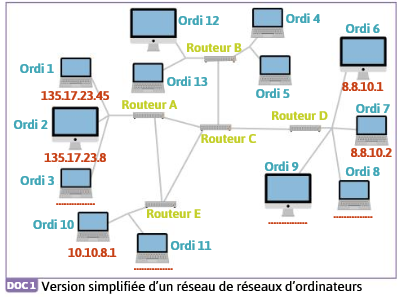 Ordi 12
Ordi 4
Ordi 6
Routeur B
Ordi 1
Ordi 13
Ordi 5
8.8.10.1
135.17.23.45
Routeur A
Ordi 7
Ordi 2
Routeur D
Routeur C
8.8.10.2
135.17.23.8
Ordi 3
Ordi 9
Ordi 8
Routeur E
Ordi 10
10.10.8.1
Ordi 11
DOC1 Version simplifiée d'un réseau de réseaux d'ordinateurs